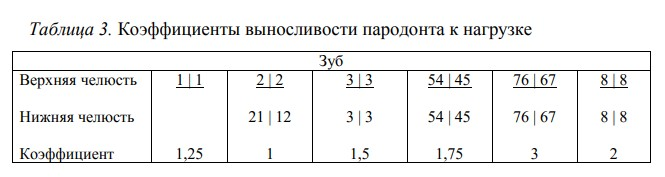 Таблица 3. Коэффициенты выносливости пародонта к нагрузке
Зуб
Верхняя челюсть 1 | 1 2 | 2 3 | 3 54 | 45 76 | 67 8 | 8
Нижняя челюсть 21 | 12 3 | 3 54 | 45 76 | 67 8 | 8
Коэффициент 1,25 1 1,5 1,75 3 2